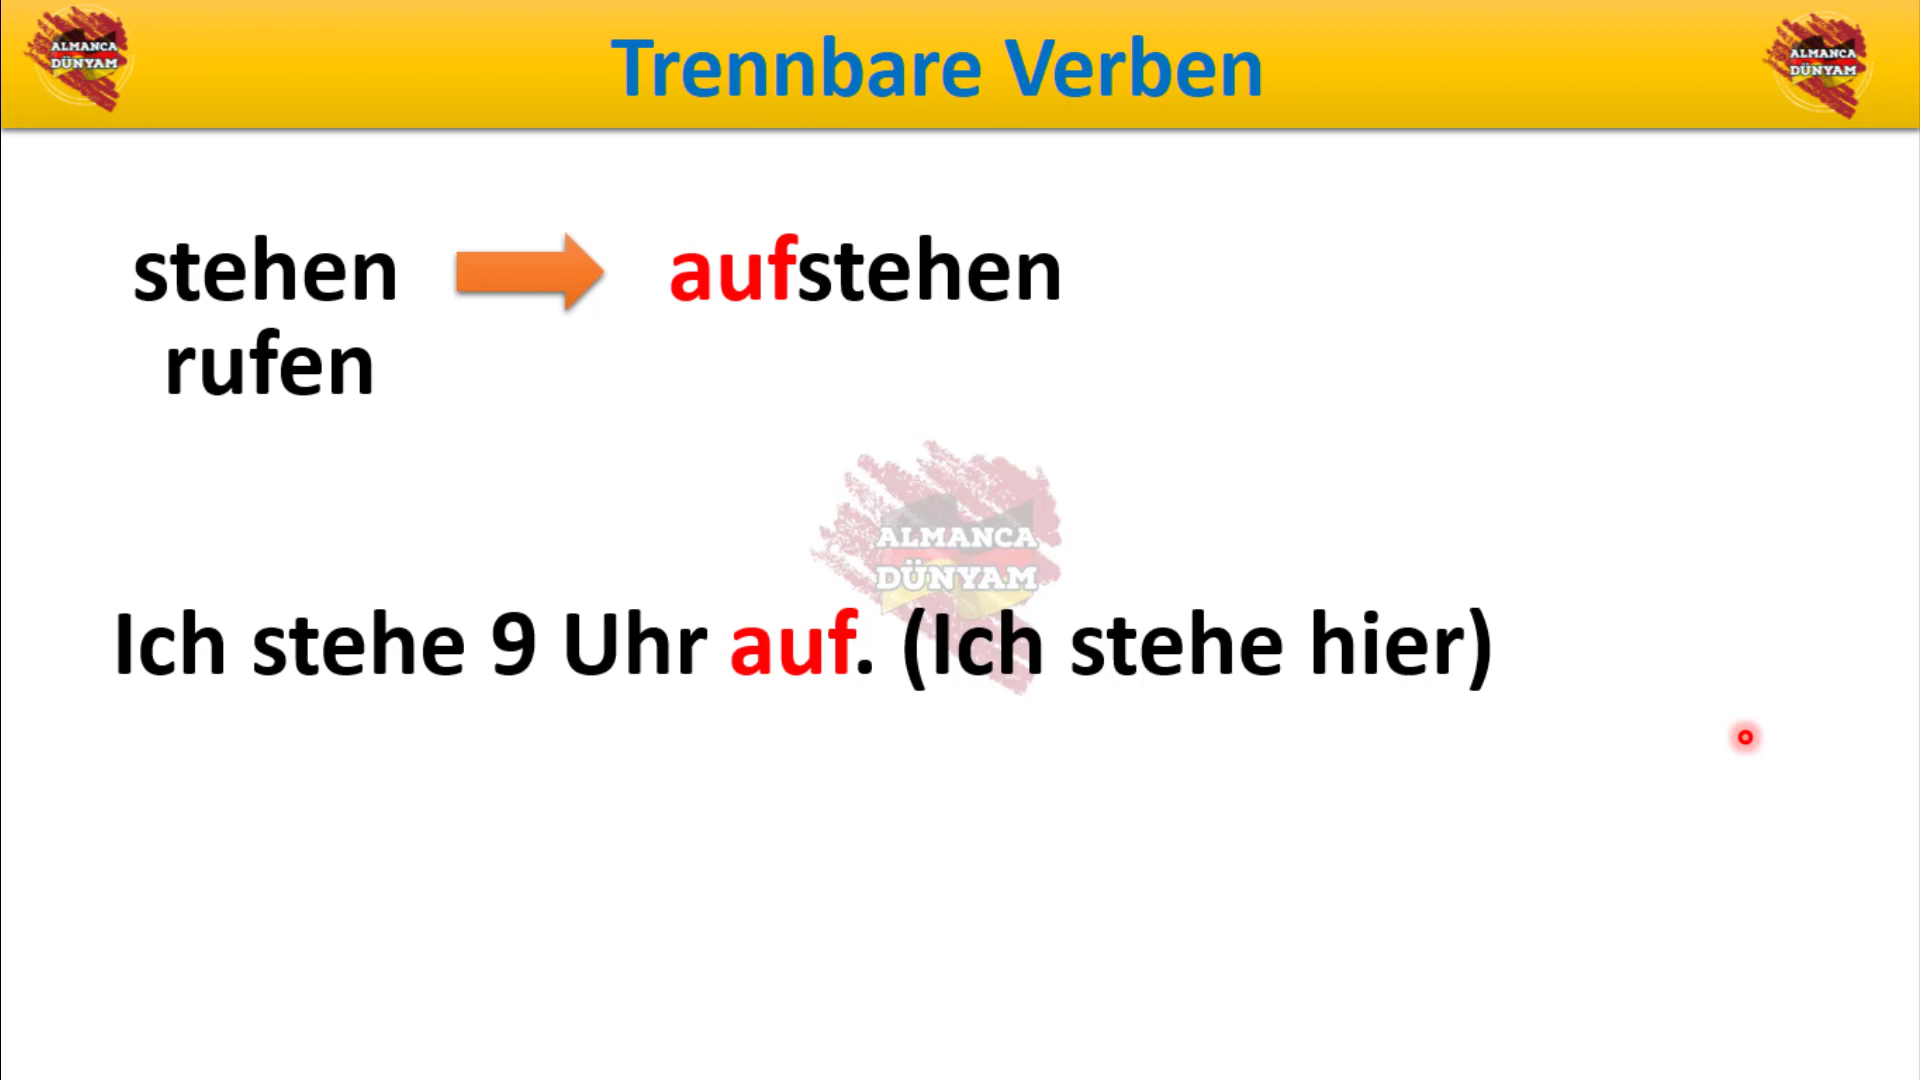 ALMANCA
DÜNYAM
Trennbare Verben
ALMANCA
DÜNYAM
stehen aufstehen
rufen
ALMANCA
DÜNYAM
Ich stehe 9 Uhr auf. (Ich stehe hier)